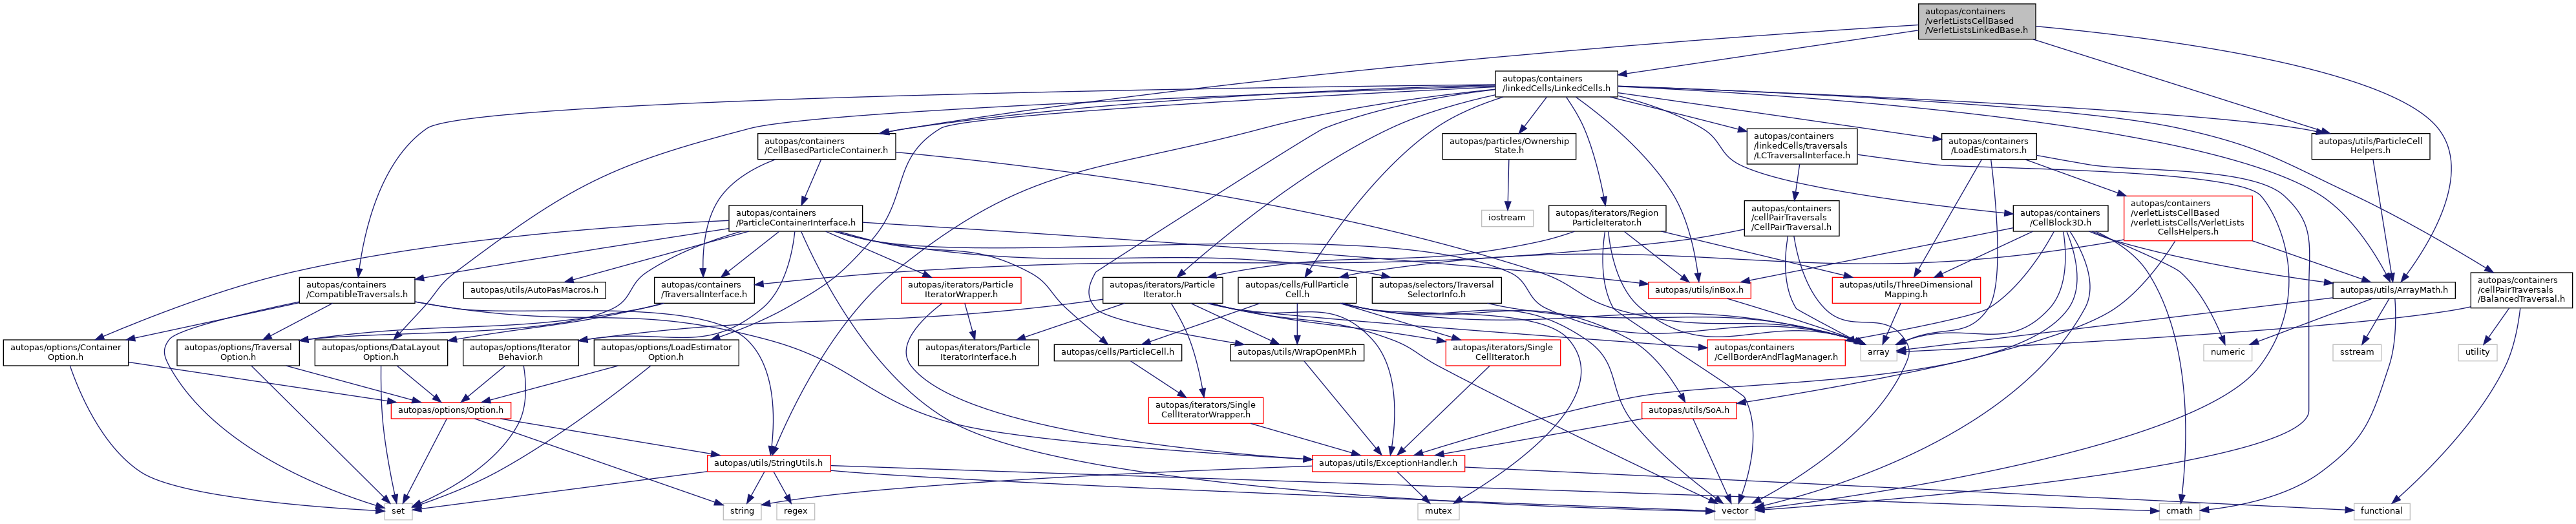 autopas/containers
/verletListsCellBased
/VerletListsLinkedBase.h
autopas/containers
/linkedCells/LinkedCells.h
autopas/containers
/CellBasedParticleContainer.h
autopas/particles/Ownership
State.h
autopas/containers
/linkedCells/traversals
/LCTraversalInterface.h
autopas/containers
/LoadEstimators.h
autopas/utils/ParticleCell
Helpers.h
autopas/containers
/ParticleContainerInterface.h
iostream
autopas/iterators/Region
ParticleIterator.h
autopas/containers
/cellPairTraversals
/CellPairTraversal.h
autopas/containers
/CellBlock3D.h
autopas/containers
/verletListsCellBased
/verletListsCells/VerletLists
CellsHelpers.h
autopas/containers
/CompatibleTraversals.h
autopas/utils/AutoPasMacros.h
autopas/containers
/TraversalInterface.h
autopas/iterators/Particle
IteratorWrapper.h
autopas/iterators/Particle
Iterator.h
autopas/cells/FullParticle
Cell.h
autopas/selectors/Traversal
SelectorInfo.h
autopas/utils/inBox.h
autopas/utils/ThreeDimensional
Mapping.h
autopas/utils/ArrayMath.h
autopas/containers
/cellPairTraversals
/BalancedTraversal.h
autopas/options/Container
Option.h
autopas/options/Traversal
Option.h
autopas/options/DataLayout
Option.h
autopas/options/Iterator
Behavior.h
autopas/options/LoadEstimator
Option.h
autopas/iterators/Particle
IteratorInterface.h
autopas/cells/ParticleCell.h
autopas/utils/WrapOpenMP.h
autopas/iterators/Single
CellIterator.h
autopas/containers
/CellBorderAndFlagManager.h
array
numeric
sstream
utility
autopas/options/Option.h
autopas/iterators/Single
CellIteratorWrapper.h
autopas/utils/SoA.h
autopas/utils/StringUtils.h
autopas/utils/ExceptionHandler.h
set
string
regex
mutex
vector
cmath
functional